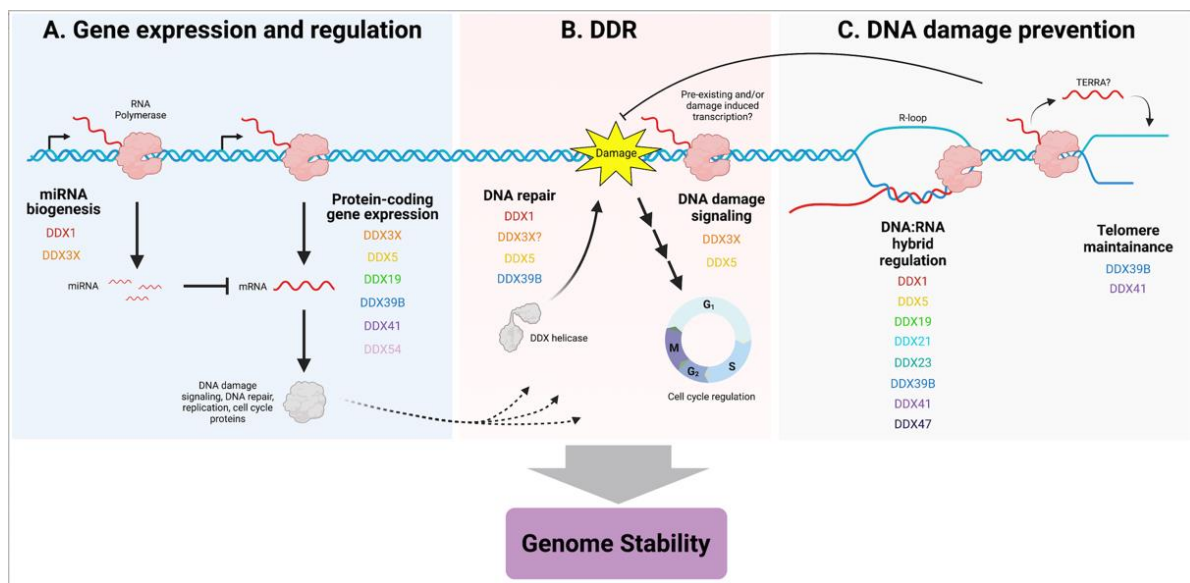 A. Gene expression and regulation
RNA
Polymerase
miRNA
biogenesis
DDX1
DDX3X
miRNA
Protein-coding
gene expression
DDX3X
DDX5
DDX19
DDX39B
DDX41
DDX54
mRNA
DNA damage
signaling, DNA repair,
replication, cell cycle
proteins
B. DDR
Pre-existing and/or
damage induced
transcription?
Damage
DNA repair
DDX1
DDX3X?
DDX5
DDX39B
DDX helicase
DNA damage
signaling
DDX3X
DDX5
G1
S
G2
M
Cell cycle regulation
C. DNA damage prevention
TERRA?
R-loop
DNA:RNA
hybrid
regulation
DDX1
DDX5
DDX19
DDX21
DDX23
DDX39B
DDX41
DDX47
Telomere
maintainance
DDX39B
DDX41
Genome Stability